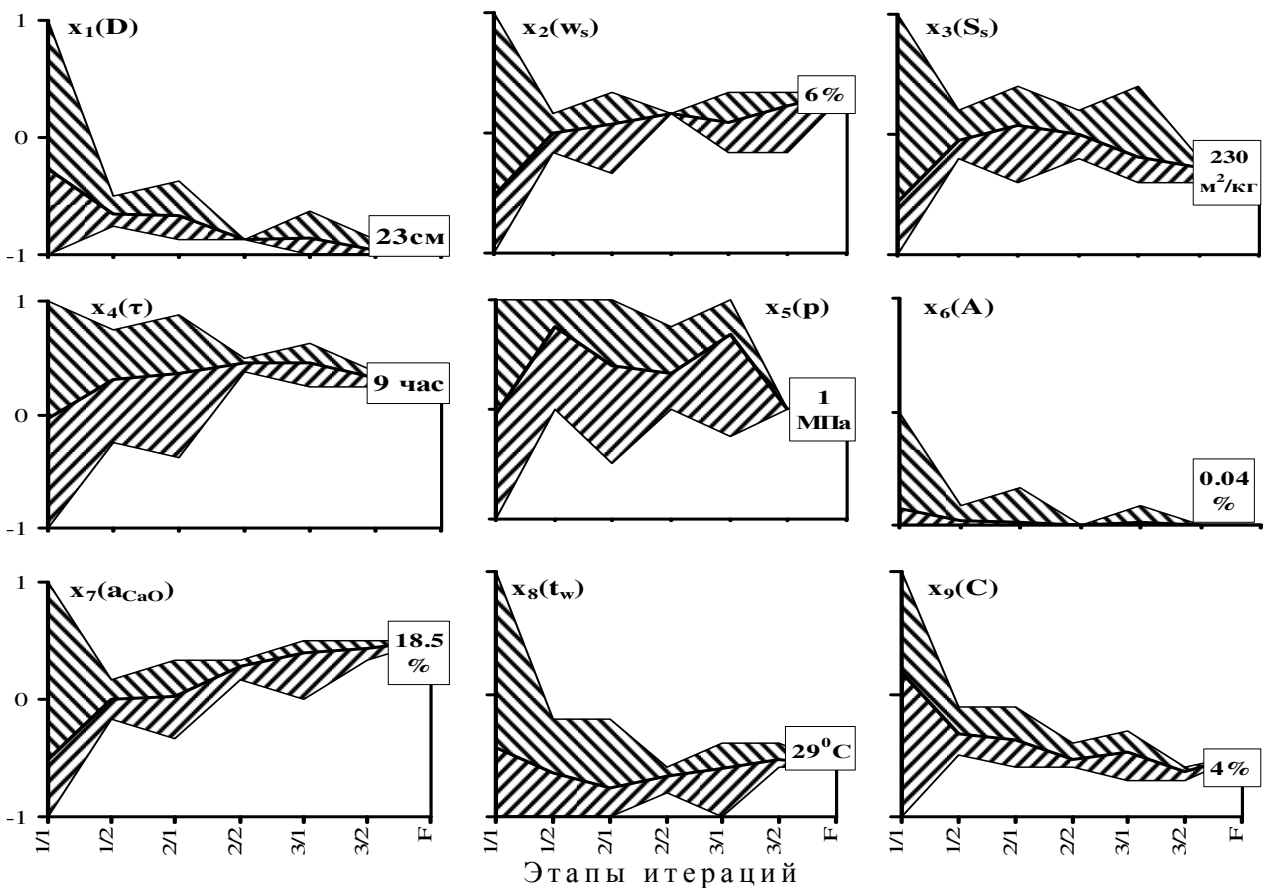 x₁(D)
x₂(wₛ)
x₃(Sₛ)
1
0
-1
23см
6%
230
м²/кг
x₄(τ)
x₅(p)
x₆(A)
1
0
-1
9 час
1
МПа
0.04
%
x₇(a_CaO)
x₈(t_w)
x₉(C)
1
0
-1
18.5
%
29⁰C
4%
1/1 1/2 2/1 2/2 3/1 3/2 F
1/1 1/2 2/1 2/2 3/1 3/2 F
1/1 1/2 2/1 2/2 3/1 3/2 F
Этапы итераций